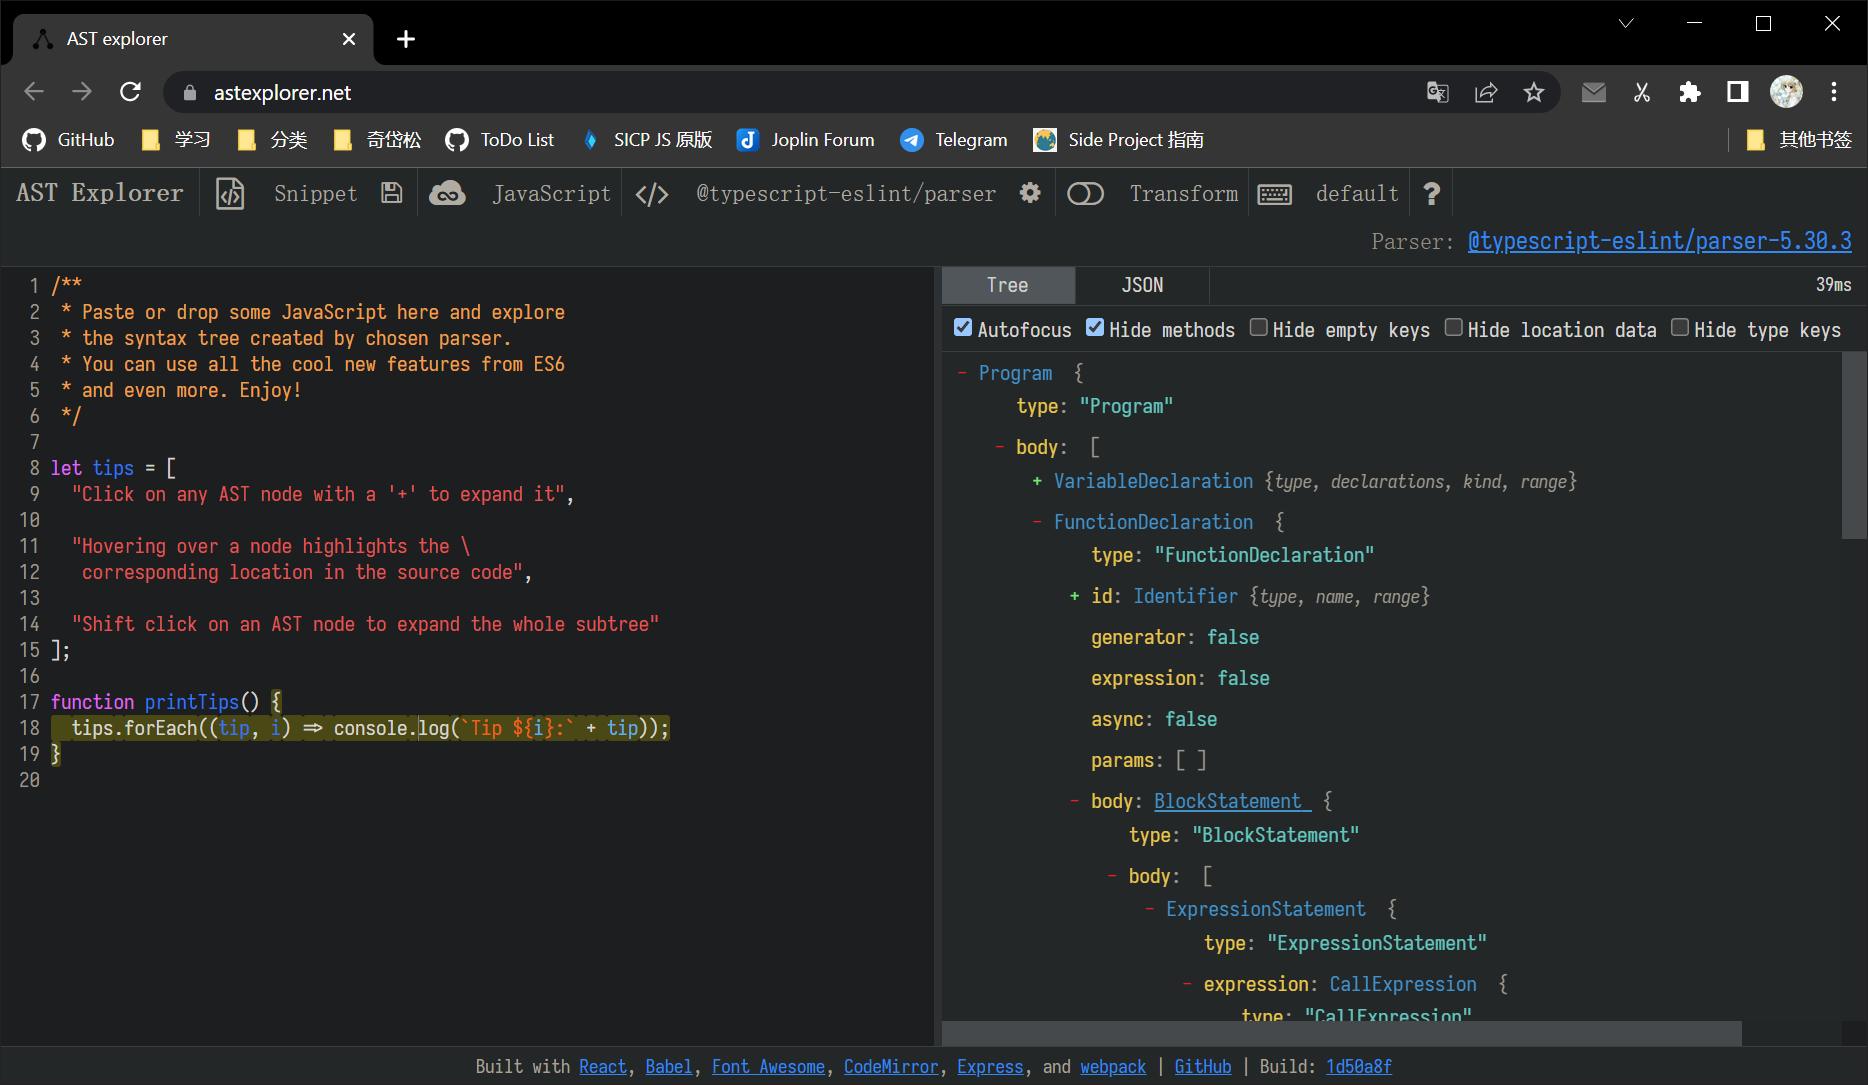 AST explorer
astexplorer.net
GitHub 学习 分类 奇岱松 ToDo List SICP JS 原版 Joplin Forum Telegram Side Project 指南 其他书签
AST Explorer Snippet JavaScript </> @typescript-eslint/parser Transform default ?
Parser: @typescript-eslint/parser-5.30.3
1 /**
2  * Paste or drop some JavaScript here and explore
3  * the syntax tree created by chosen parser.
4  * You can use all the cool new features from ES6
5  * and even more. Enjoy!
6  */
7
8 let tips = [
9   "Click on any AST node with a '+' to expand it",
10
11   "Hovering over a node highlights the \
12    corresponding location in the source code",
13
14   "Shift click on an AST node to expand the whole subtree"
15 ];
16
17 function printTips() {
18   tips.forEach((tip, i) => console.log(`Tip ${i}:` + tip));
19 }
20
Tree JSON 39ms
Autofocus Hide methods Hide empty keys Hide location data Hide type keys
- Program {
type: "Program"
- body: [
+ VariableDeclaration {type, declarations, kind, range}
- FunctionDeclaration {
type: "FunctionDeclaration"
+ id: Identifier {type, name, range}
generator: false
expression: false
async: false
params: [ ]
- body: BlockStatement {
type: "BlockStatement"
- body: [
- ExpressionStatement {
type: "ExpressionStatement"
- expression: CallExpression {
type: "CallExpression"
Built with React, Babel, Font Awesome, CodeMirror, Express, and webpack | GitHub | Build: 1d50a8f